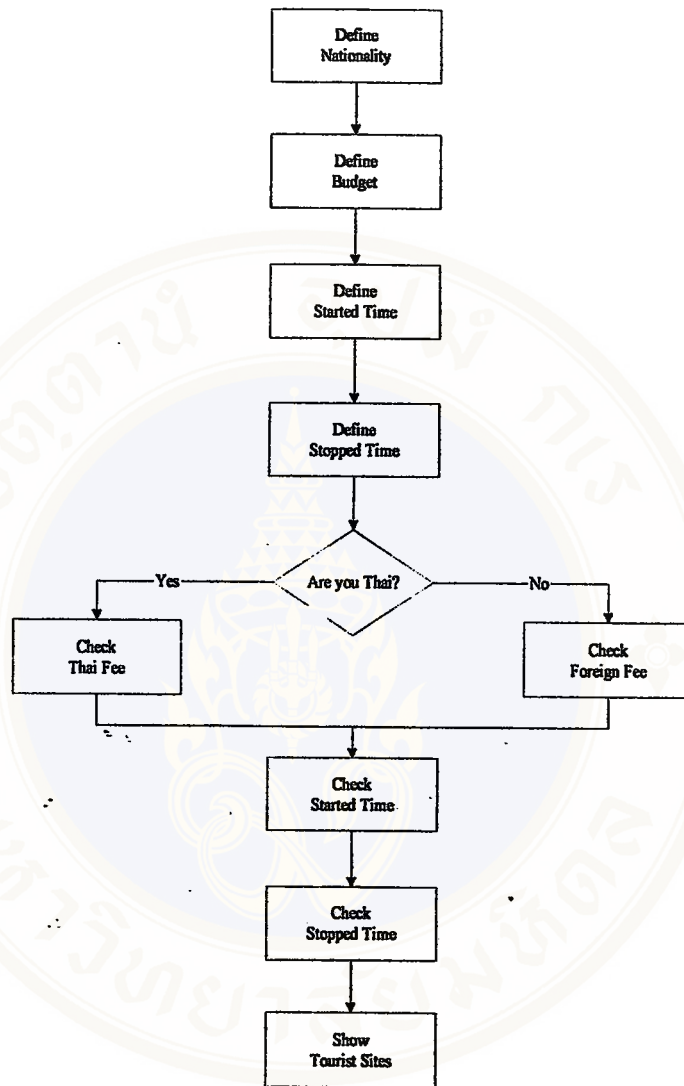 Define
Nationality
Define
Budget
Define
Started Time
Define
Stopped Time
Are you Thai?
Yes
No
Check
Thai Fee
Check
Foreign Fee
Check
Started Time
Check
Stopped Time
Show
Tourist Sites